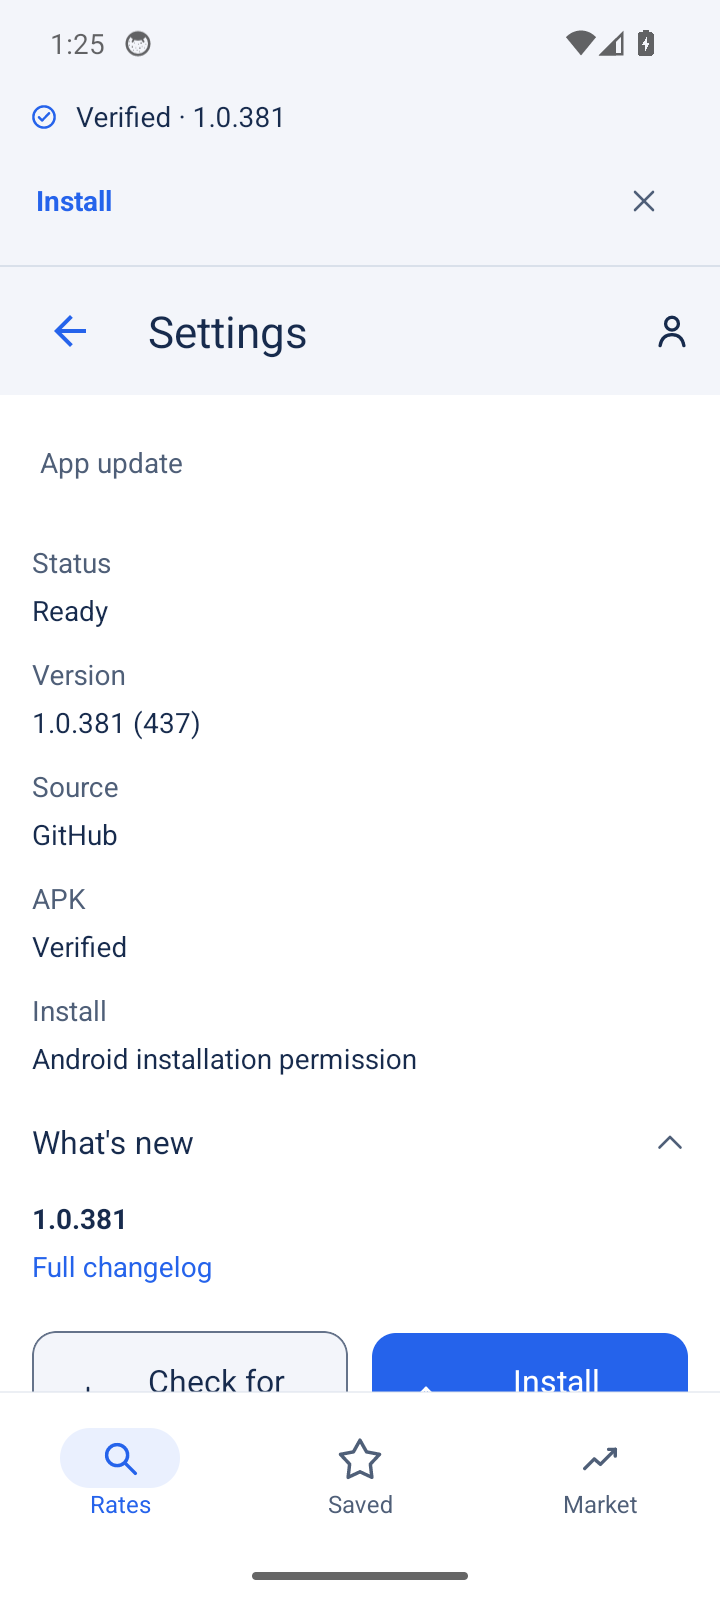 1:25
Verified · 1.0.381
Install
Settings
App update
Status
Ready
Version
1.0.381 (437)
Source
GitHub
APK
Verified
Install
Android installation permission
What's new
1.0.381
Full changelog
Check for
Install
Rates
Saved
Market